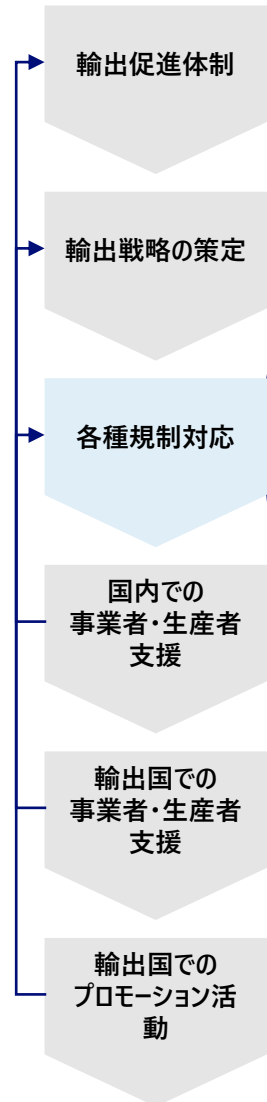 輸出促進体制
輸出戦略の策定
各種規制対応
国内での
事業者・生産者
支援
輸出国での
事業者・生産者
支援
輸出国での
プロモーション活
動